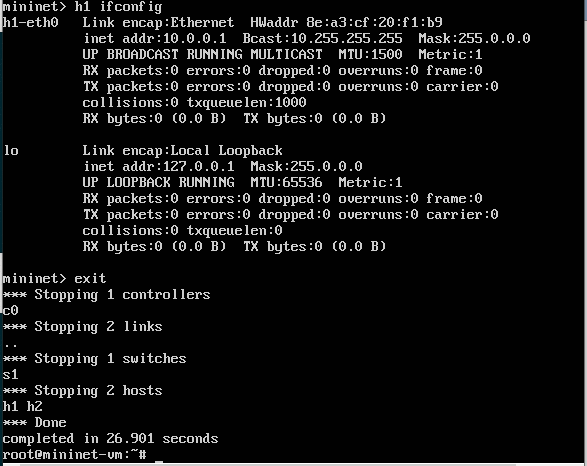 mininet> h1 ifconfig
h1-eth0   Link encap:Ethernet  HWaddr 8e:a3:cf:20:f1:b9
          inet addr:10.0.0.1  Bcast:10.255.255.255  Mask:255.0.0.0
          UP BROADCAST RUNNING MULTICAST  MTU:1500  Metric:1
          RX packets:0 errors:0 dropped:0 overruns:0 frame:0
          TX packets:0 errors:0 dropped:0 overruns:0 carrier:0
          collisions:0 txqueuelen:1000
          RX bytes:0 (0.0 B)  TX bytes:0 (0.0 B)
lo        Link encap:Local Loopback
          inet addr:127.0.0.1  Mask:255.0.0.0
          UP LOOPBACK RUNNING  MTU:65536  Metric:1
          RX packets:0 errors:0 dropped:0 overruns:0 frame:0
          TX packets:0 errors:0 dropped:0 overruns:0 carrier:0
          collisions:0 txqueuelen:0
          RX bytes:0 (0.0 B)  TX bytes:0 (0.0 B)
mininet> exit
*** Stopping 1 controllers
c0
*** Stopping 2 links
..
*** Stopping 1 switches
s1
*** Stopping 2 hosts
h1 h2
*** Done
completed in 26.901 seconds
root@mininet-vm:~# _